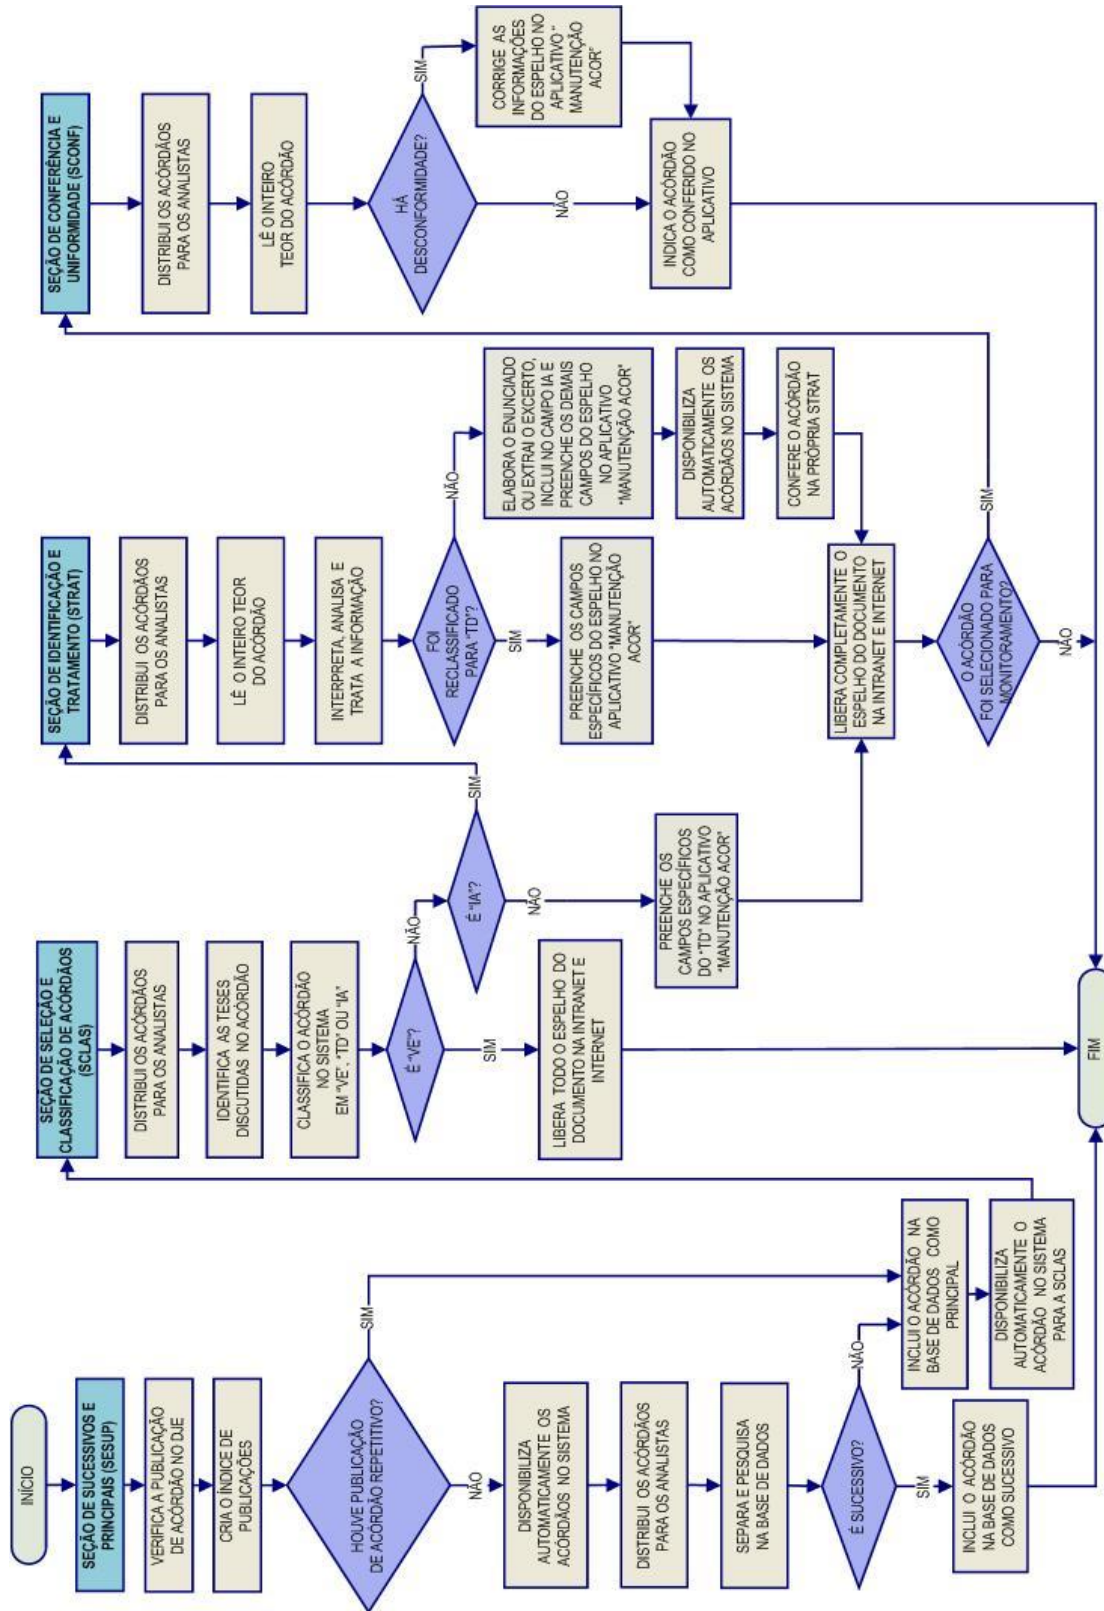 INÍCIO
SEÇÃO DE SUCESSIVOS E
PRINCIPAIS (SESUP)
VERIFICA A PUBLICAÇÃO
DE ACÓRDÃO NO DJE
CRIA O ÍNDICE DE
PUBLICAÇÕES
HOUVE PUBLICAÇÃO
DE ACÓRDÃO REPETITIVO?
SIM
NÃO
DISPONIBILIZA
AUTOMATICAMENTE OS
ACÓRDÃOS NO SISTEMA
DISTRIBUI OS ACÓRDÃOS
PARA OS ANALISTAS
SEPARA E PESQUISA
NA BASE DE DADOS
É SUCESSIVO?
NÃO
SIM
INCLUI O ACÓRDÃO
NA BASE DE DADOS
COMO SUCESSIVO
INCLUI O ACÓRDÃO NA
BASE DE DADOS COMO
PRINCIPAL
DISPONIBILIZA
AUTOMATICAMENTE O
ACÓRDÃO NO SISTEMA
PARA A SCLAS
SEÇÃO DE SELEÇÃO E
CLASSIFICAÇÃO DE ACÓRDÃOS
(SCLAS)
DISTRIBUI OS ACÓRDÃOS
PARA OS ANALISTAS
IDENTIFICA AS TESES
DISCUTIDAS NO ACÓRDÃO
CLASSIFICA O ACÓRDÃO
NO SISTEMA
EM "VE", "TD" OU "IA"
É "VE"?
NÃO
SIM
LIBERA TODO O ESPELHO DO
DOCUMENTO NA INTRANET E
INTERNET
É "IA"?
SIM
NÃO
PREENCHE OS
CAMPOS ESPECÍFICOS
DO "TD" NO APLICATIVO
"MANUTENÇÃO ACOR"
SEÇÃO DE IDENTIFICAÇÃO E
TRATAMENTO (STRAT)
DISTRIBUI OS ACÓRDÃOS
PARA OS ANALISTAS
LÊ O INTEIRO TEOR
DO ACÓRDÃO
INTERPRETA, ANALISA E
TRATA A INFORMAÇÃO
FOI
RECLASSIFICADO
PARA "TD"?
NÃO
SIM
PREENCHE OS CAMPOS
ESPECÍFICOS DO ESPELHO NO
APLICATIVO "MANUTENÇÃO
ACOR"
ELABORA O ENUNCIADO
OU EXTRAI O EXCERTO,
INCLUI NO CAMPO IA E
PREENCHE OS DEMAIS
CAMPOS DO ESPELHO
NO APLICATIVO
"MANUTENÇÃO ACOR"
DISPONIBILIZA
AUTOMATICAMENTE OS
ACÓRDÃOS NO SISTEMA
CONFERE O ACÓRDÃO
NA PRÓPRIA STRAT
LIBERA COMPLETAMENTE O
ESPELHO DO DOCUMENTO
NA INTRANET E INTERNET
O ACÓRDÃO
FOI SELECIONADO PARA
MONITORAMENTO?
SIM
NÃO
SEÇÃO DE CONFERÊNCIA E
UNIFORMIDADE (SCONF)
DISTRIBUI OS ACÓRDÃOS
PARA OS ANALISTAS
LÊ O INTEIRO
TEOR DO ACÓRDÃO
HÁ
DESCONFORMIDADE?
SIM
NÃO
CORRIGE AS
INFORMAÇÕES
DO ESPELHO NO
APLICATIVO "
MANUTENÇÃO
ACOR"
INDICA O ACÓRDÃO
COMO CONFERIDO NO
APLICATIVO
FIM